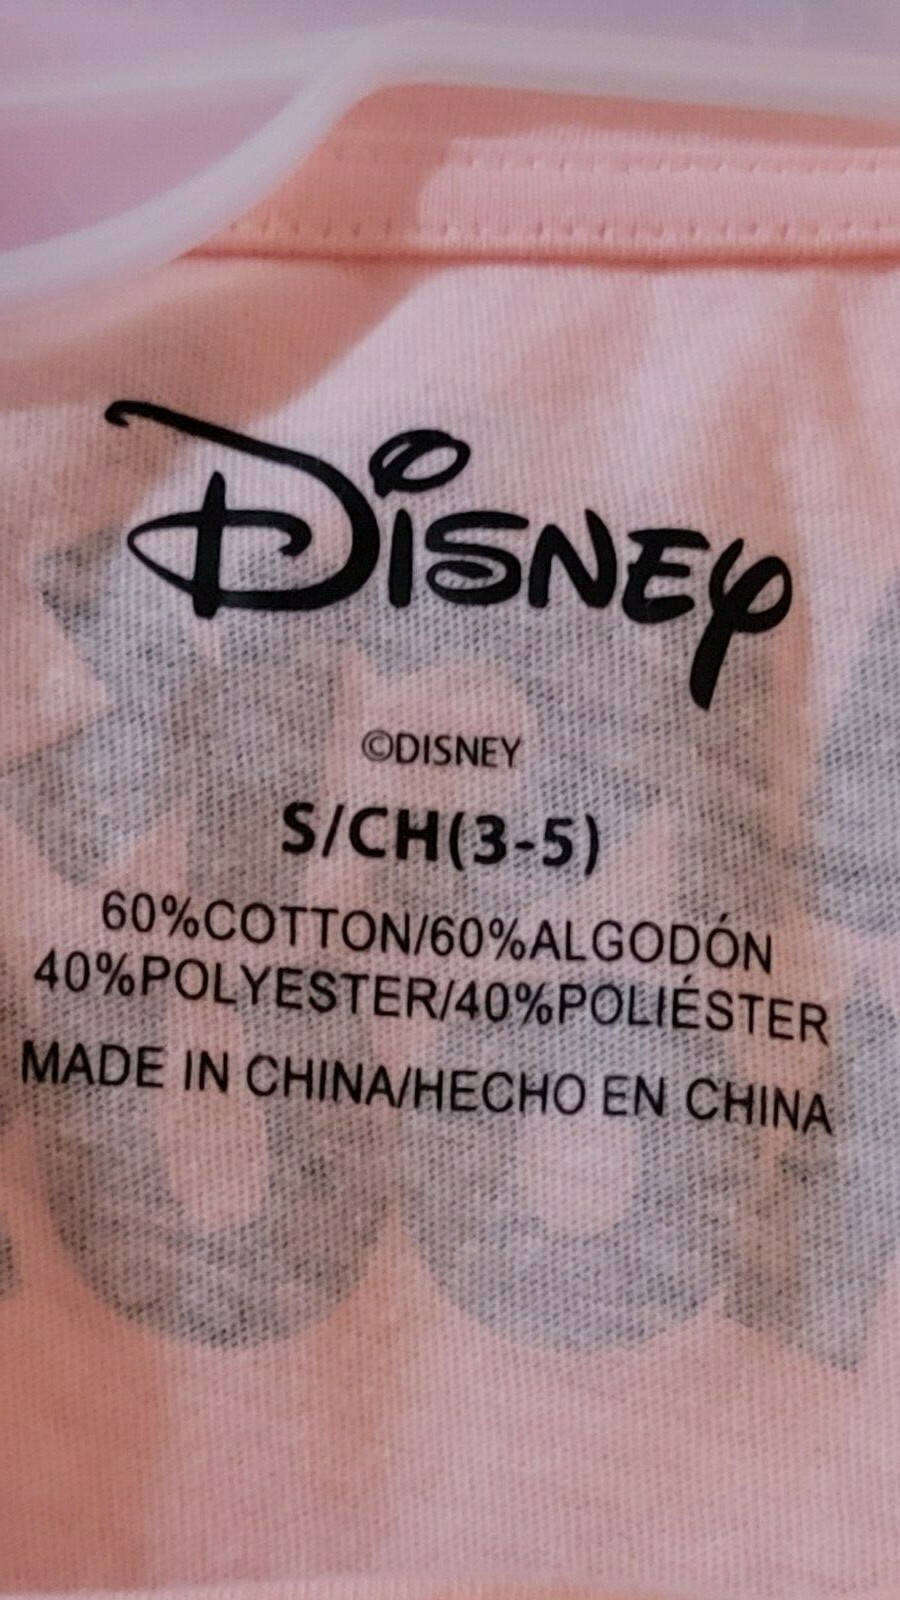 Disney
©DISNEY
S/CH(3-5)
60%COTTON/60%ALGODÓN
40%POLYESTER/40%POLIÉSTER
MADE IN CHINA/HECHO EN CHINA